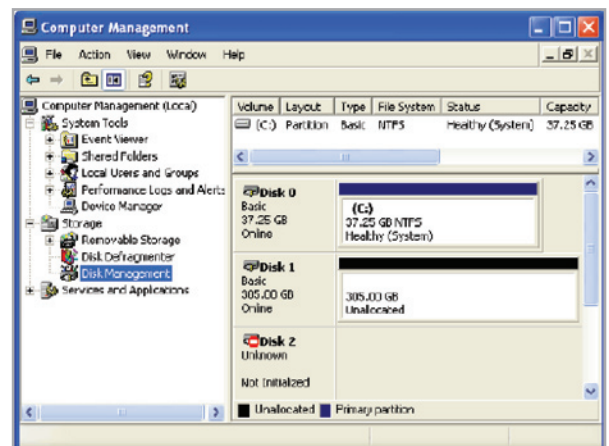 Computer Management
File Action View Window Help
Computer Management (Local)
System Tools
Event Viewer
Shared Folders
Local Users and Groups
Performance Logs and Alerts
Device Manager
Storage
Removable Storage
Disk Defragmenter
Disk Management
Services and Applications
Volume Layout Type File System Status Capacity
(C:) Partition Basic NTFS Healthy (System) 37.25 GB
Disk 0
Basic
37.25 GB
Online
(C:)
37.25 GB NTFS
Healthy (System)
Disk 1
Basic
305.00 GB
Online
305.00 GB
Unallocated
Disk 2
Unknown
Not Initialized
Unallocated Primary partition